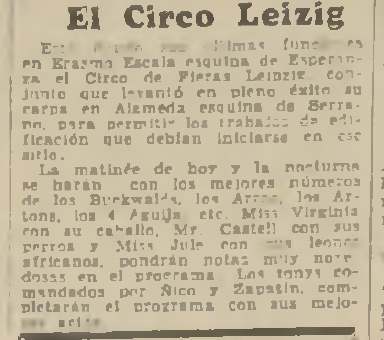 El Circo Leizig
en Erasmo Escala esquina de Esperan-
za el Circo de Fieras Leipzig, con-
junto que levantó en pleno éxito su
carpa en Alameda esquina de Serra-
no, para permitir los trabajos de edi-
ficación que debían iniciarse en ese
sitio.
La matinée de hoy y la nocturna
se harán con los mejores números
de los Buckwalds, los los Ar-
tons, los 4 Aguila, etc. Miss Virginia
con su caballo, Mr. Castell con sus
perros y Miss Jule con sus leones
africanos, pondrán notas muy nove-
dosas en el programa. Los tonys co-
mandados por Ñico y Zapatín, com-
pletarán el programa con sus mejo-